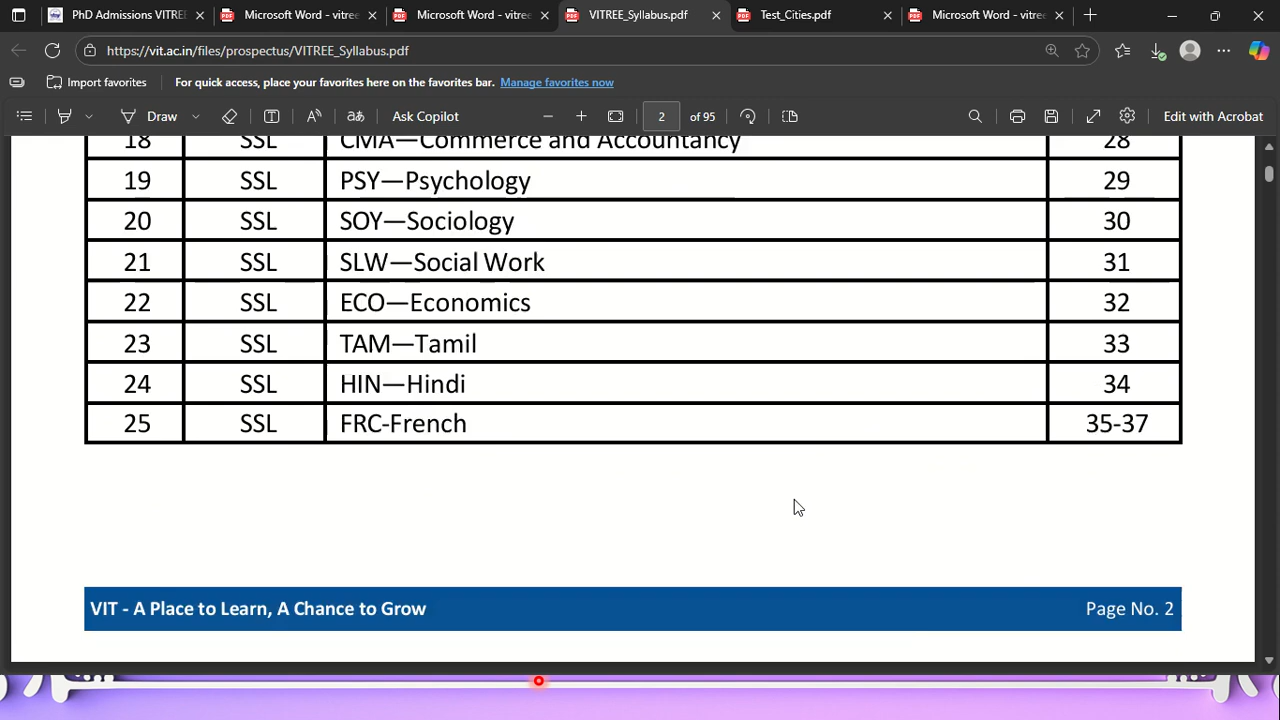 PhD Admissions VITREE
Microsoft Word - vitree
Microsoft Word - vitree
VITREE_Syllabus.pdf
Test_Cities.pdf
Microsoft Word - vitree
https://vit.ac.in/files/prospectus/VITREE_Syllabus.pdf
Import favorites
For quick access, place your favorites here on the favorites bar. Manage favorites now
Draw
Ask Copilot
2 of 95
Edit with Acrobat
18 SSL CMA—Commerce and Accountancy 28
19 SSL PSY—Psychology 29
20 SSL SOY—Sociology 30
21 SSL SLW—Social Work 31
22 SSL ECO—Economics 32
23 SSL TAM—Tamil 33
24 SSL HIN—Hindi 34
25 SSL FRC-French 35-37
VIT - A Place to Learn, A Chance to Grow Page No. 2